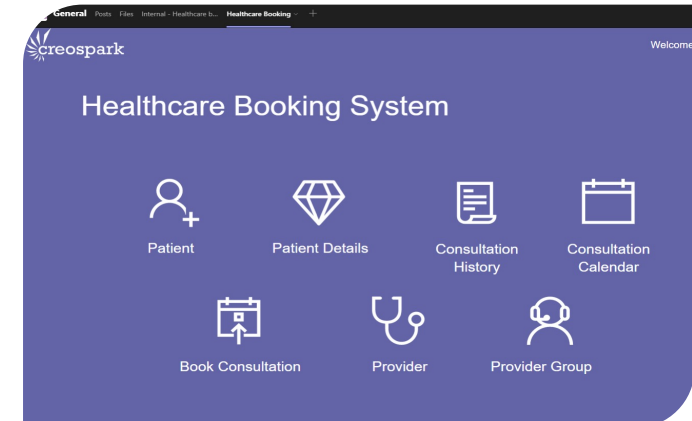 General Posts Files Internal - Healthcare b... Healthcare Booking
creospark
Welcome
Healthcare Booking System
Patient
Patient Details
Consultation
History
Consultation
Calendar
Book Consultation
Provider
Provider Group